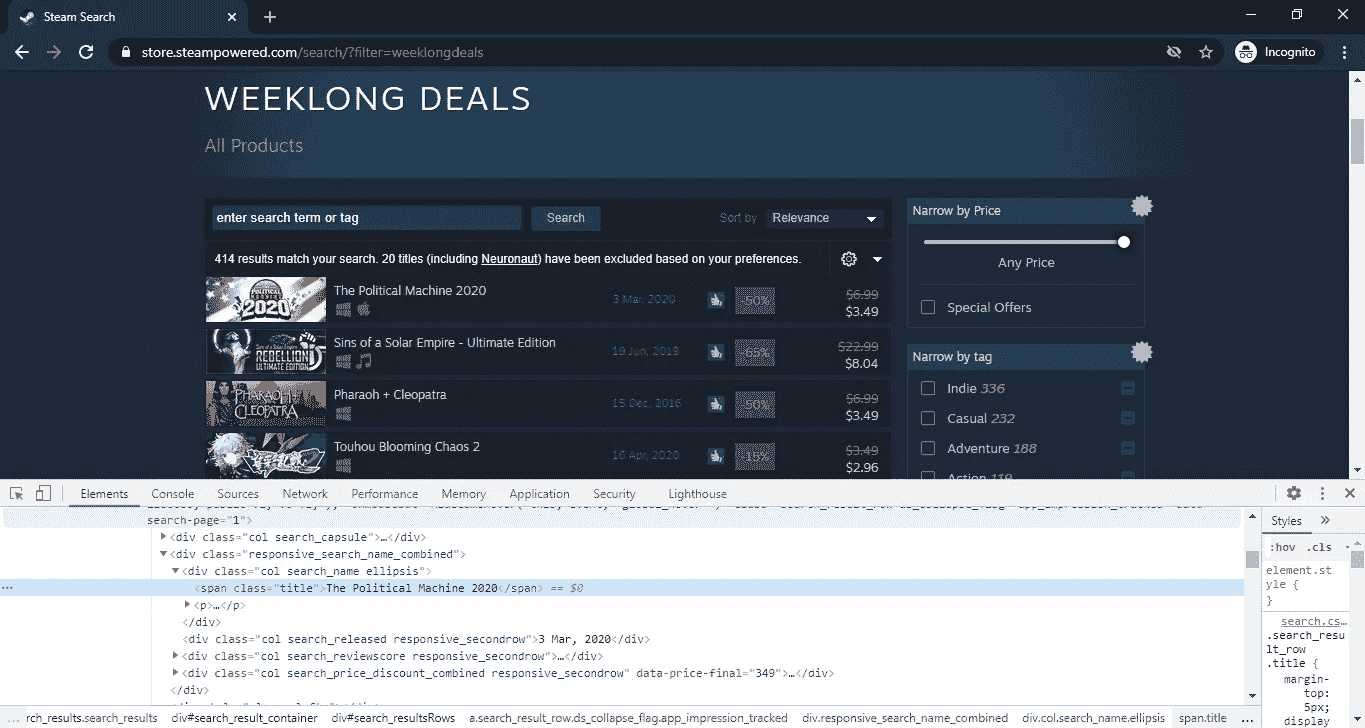 Steam Search
store.steampowered.com/search/?filter=weeklongdeals
Incognito
WEEKLONG DEALS
All Products
enter search term or tag
Search
Sort by
Relevance
414 results match your search. 20 titles (including Neuronaut) have been excluded based on your preferences.
The Political Machine 2020
3 Mar, 2020
-50%
$6.99
$3.49
Sins of a Solar Empire - Ultimate Edition
19 Jun, 2019
-65%
$22.99
$8.04
Pharaoh + Cleopatra
15 Dec, 2016
-50%
$6.99
$3.49
Touhou Blooming Chaos 2
16 Apr, 2020
-15%
$3.49
$2.96
Narrow by Price
Any Price
Special Offers
Narrow by tag
Indie 336
Casual 232
Adventure 188
Action 119
Elements Console Sources Network Performance Memory Application Security Lighthouse
search-page="1">
<div class="col search_capsule">…</div>
<div class="responsive_search_name_combined">
<div class="col search_name ellipsis">
<span class="title">The Political Machine 2020</span> == $0
<p>…</p>
</div>
<div class="col search_released responsive_secondrow">3 Mar, 2020</div>
<div class="col search_reviewscore responsive_secondrow">…</div>
<div class="col search_price_discount_combined responsive_secondrow" data-price-final="349">…</div>
</div>
... rch_results.search_results div#search_result_container div#search_resultsRows a.search_result_row.ds_collapse_flag.app_impression_tracked div.responsive_search_name_combined div.col.search_name.ellipsis span.title ...
Styles »
:hov .cls
element.st
yle {
}
search.cs…
.search_resu
lt_row
.title {
margin-
top:
5px;
display